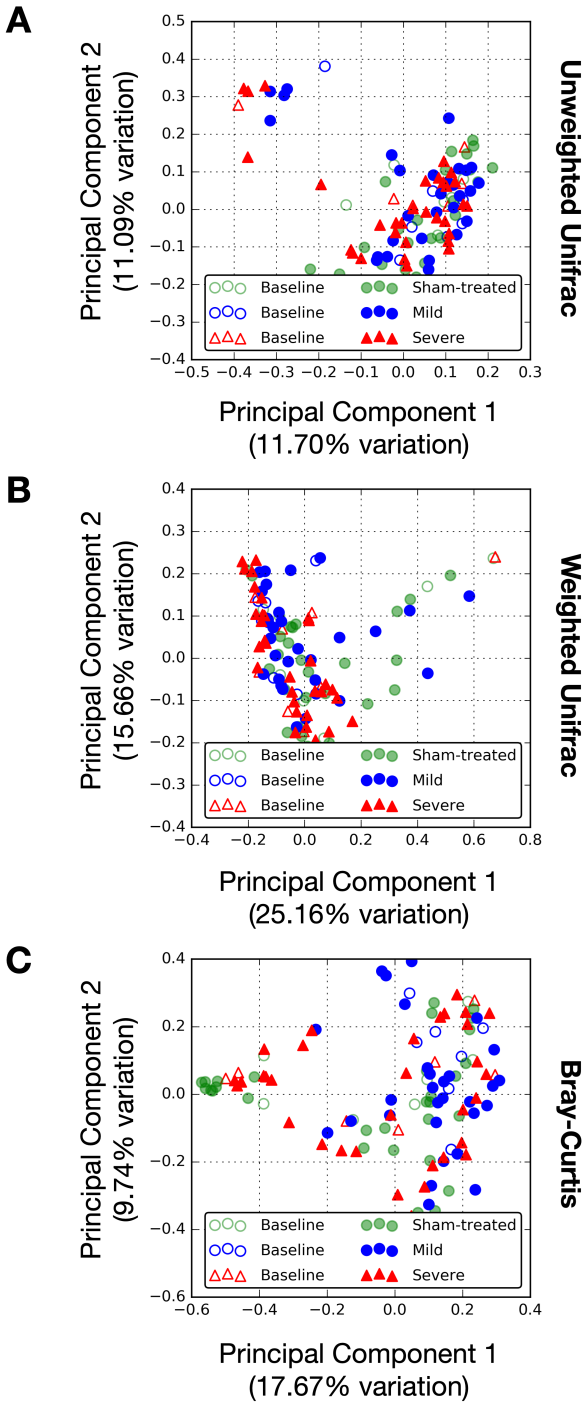 A
Unweighted Unifrac
Principal Component 2
(11.09% variation)
0.5
0.4
0.3
0.2
0.1
0.0
−0.1
−0.2
−0.3
−0.4
Baseline Sham-treated
Baseline Mild
Baseline Severe
−0.5 −0.4 −0.3 −0.2 −0.1 0.0 0.1 0.2 0.3
Principal Component 1
(11.70% variation)
B
Weighted Unifrac
Principal Component 2
(15.66% variation)
0.4
0.3
0.2
0.1
0.0
−0.1
−0.2
−0.3
−0.4
Baseline Sham-treated
Baseline Mild
Baseline Severe
−0.4 −0.2 0.0 0.2 0.4 0.6 0.8
Principal Component 1
(25.16% variation)
C
Bray-Curtis
Principal Component 2
(9.74% variation)
0.4
0.2
0.0
−0.2
−0.4
−0.6
Baseline Sham-treated
Baseline Mild
Baseline Severe
−0.6 −0.4 −0.2 0.0 0.2 0.4
Principal Component 1
(17.67% variation)